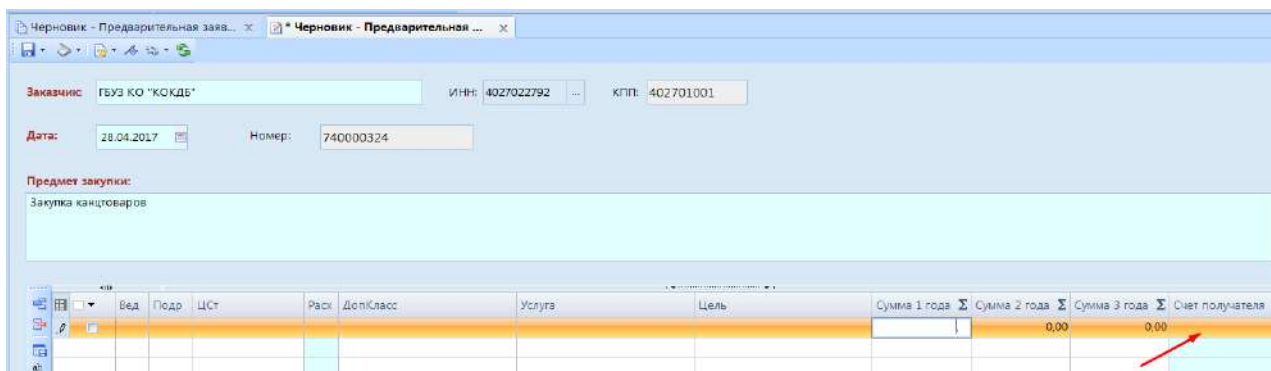 Черновик - Предварительная заяв... x * Черновик - Предварительная ... x
Заказчик: ГБУЗ КО "КОКДБ" ИНН: 4027022792 ... КПП: 402701001
Дата: 28.04.2017 Номер: 740000324
Предмет закупки:
Закупка канцтоваров
Вед Подр ЦСт Расх ДопКласс Услуга Цель Сумма 1 года Σ Сумма 2 года Σ Сумма 3 года Σ Счет получателя
0,00 0,00